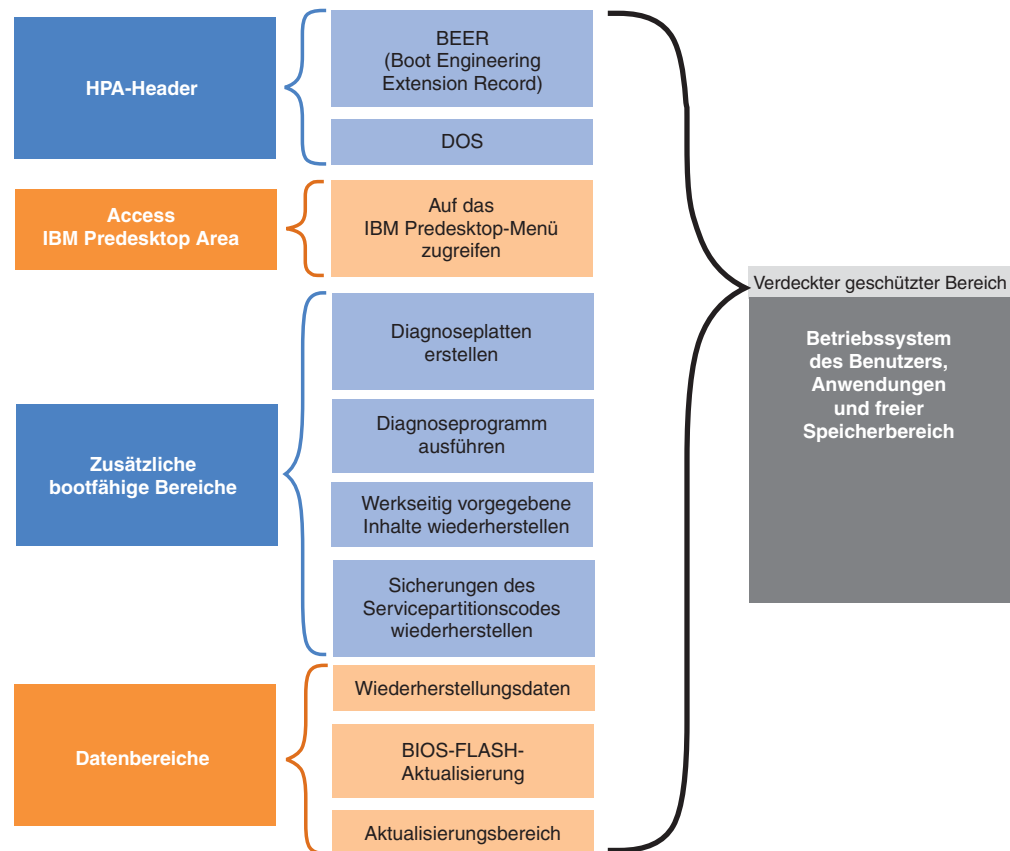 HPA-Header
BEER
(Boot Engineering
Extension Record)
DOS
Access
IBM Predesktop Area
Auf das
IBM Predesktop-Menü
zugreifen
Zusätzliche
bootfähige Bereiche
Diagnoseplatten
erstellen
Diagnoseprogramm
ausführen
Werkseitig vorgegebene
Inhalte wiederherstellen
Sicherungen des
Servicepartitionscodes
wiederherstellen
Datenbereiche
Wiederherstellungsdaten
BIOS-FLASH-
Aktualisierung
Aktualisierungsbereich
Verdeckter geschützter Bereich
Betriebssystem
des Benutzers,
Anwendungen
und freier
Speicherbereich